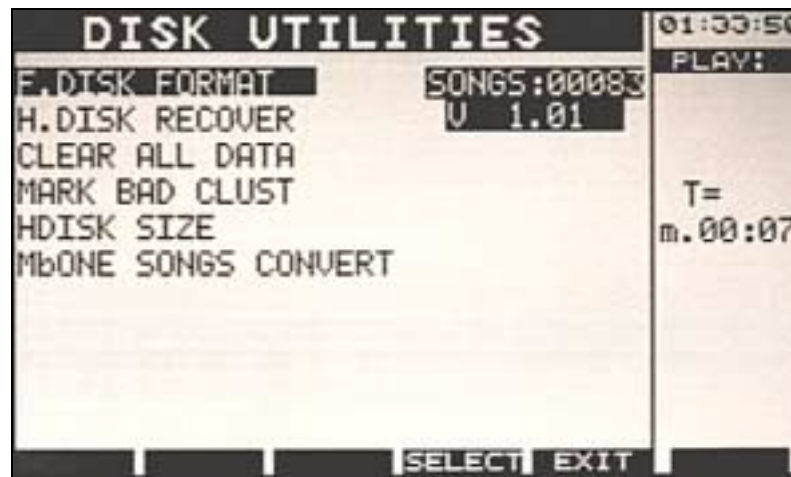 DISK UTILITIES
01:33:50
PLAY:
F.DISK FORMAT
SONGS:00083
H.DISK RECOVER
V 1.01
CLEAR ALL DATA
MARK BAD CLUST
HDISK SIZE
MbONE SONGS CONVERT
T=
m.00:07
SELECT
EXIT